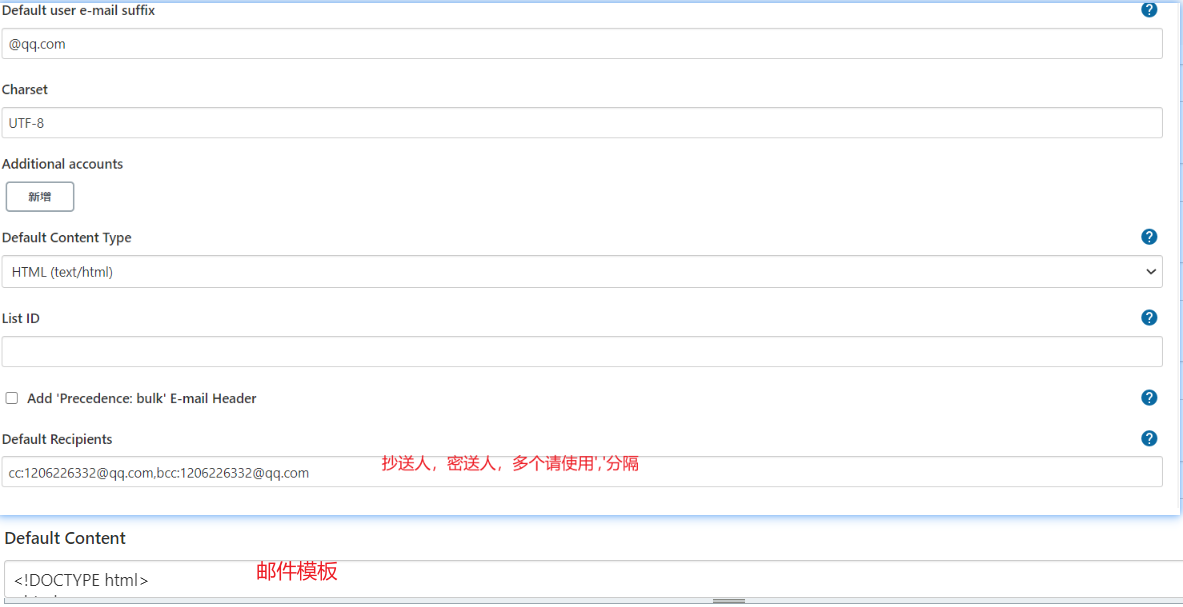 Default user e-mail suffix
@qq.com
Charset
UTF-8
Additional accounts
新增
Default Content Type
HTML (text/html)
List ID
Add 'Precedence: bulk' E-mail Header
Default Recipients
cc:1206226332@qq.com,bcc:1206226332@qq.com
抄送人，密送人，多个请使用','分隔
Default Content
<!DOCTYPE html>
邮件模板